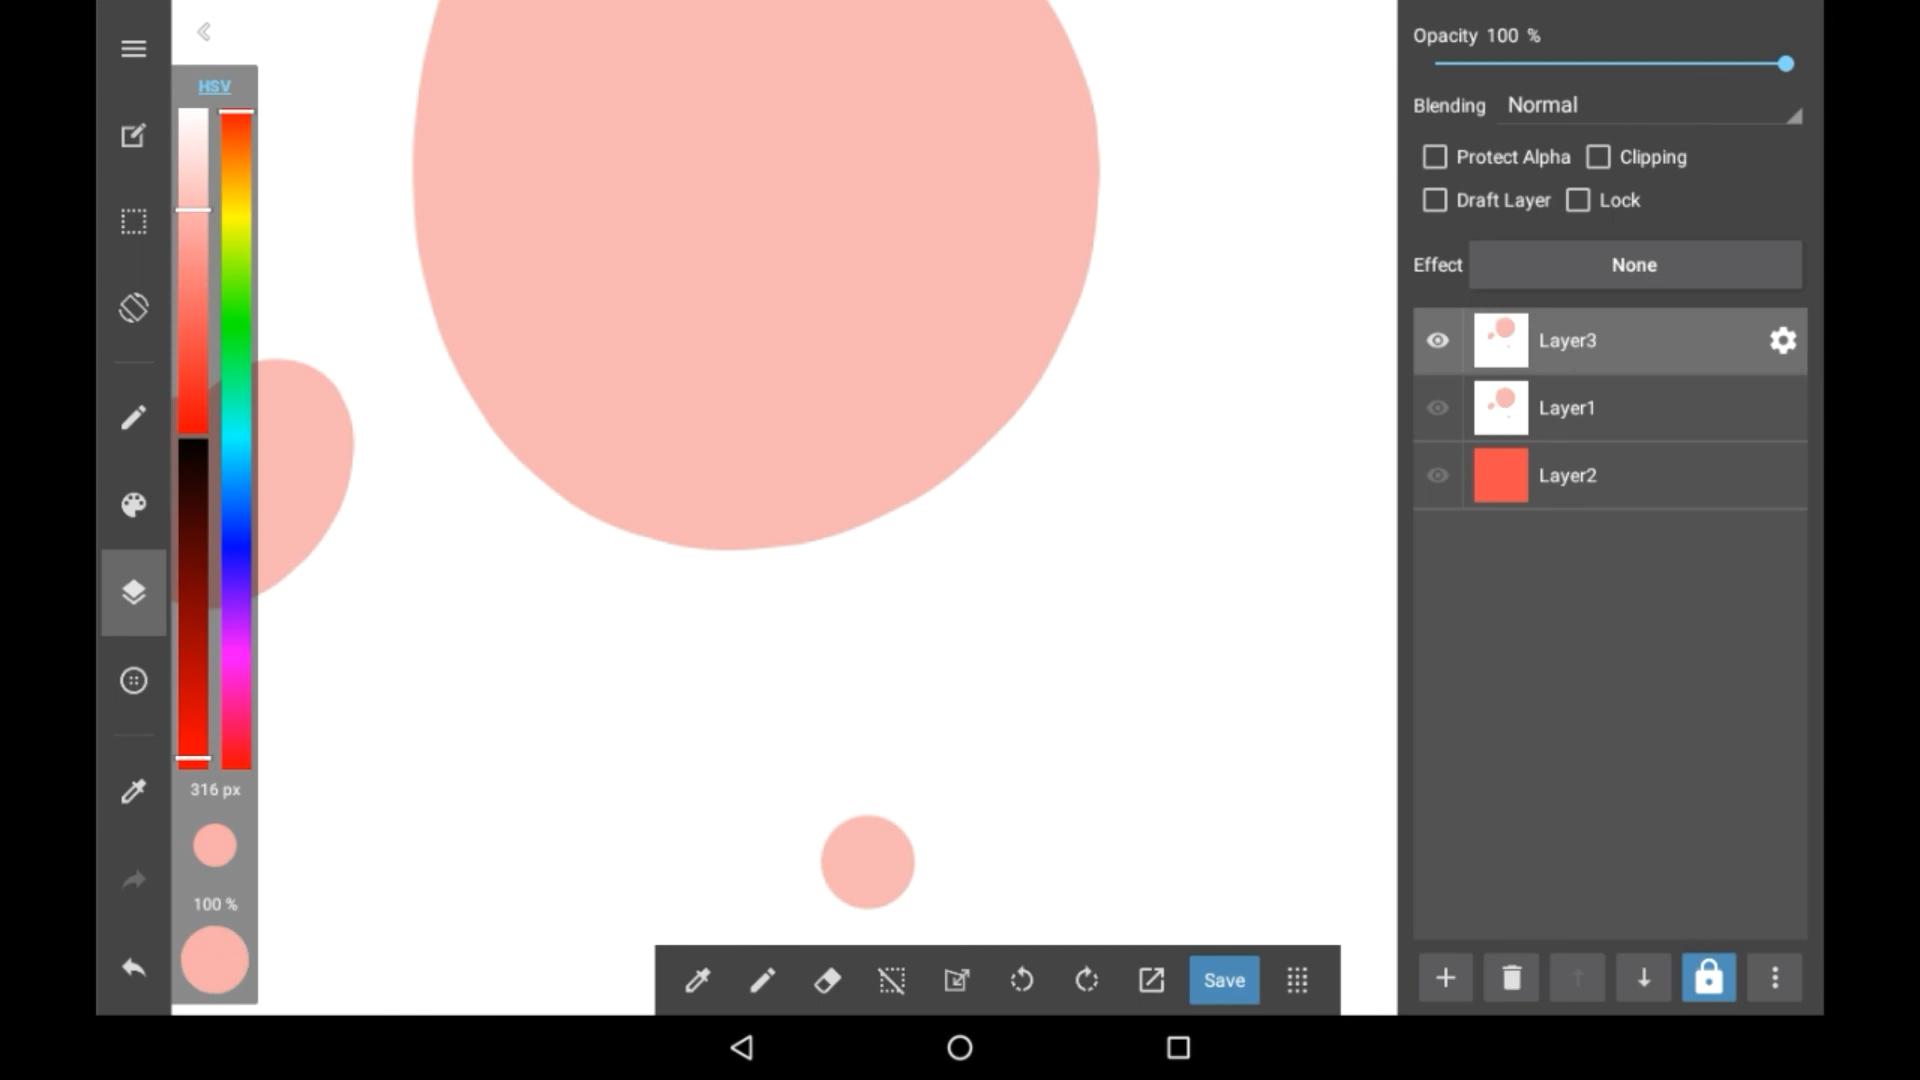 HSV
316 px
100 %
Save
Opacity 100 %
Blending Normal
Protect Alpha Clipping
Draft Layer Lock
Effect None
Layer3
Layer1
Layer2